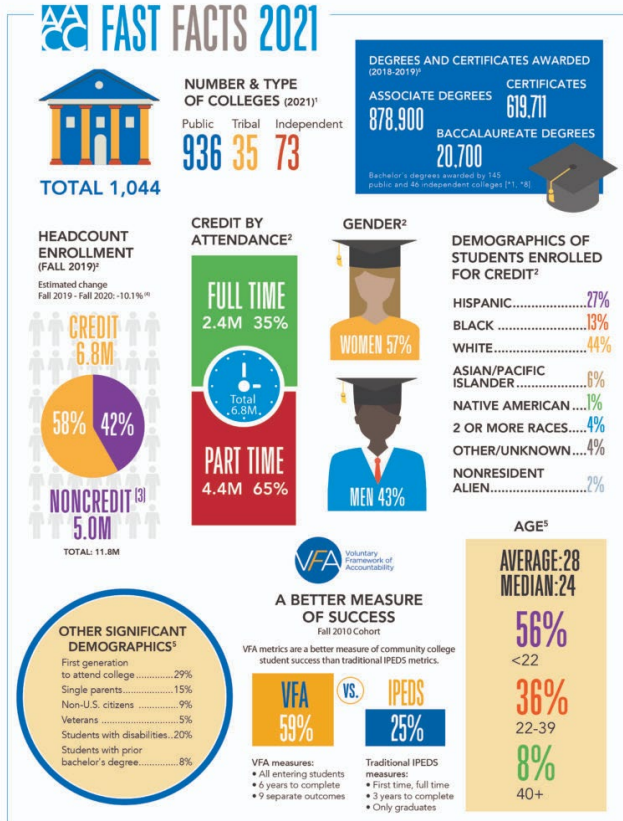 AACC FAST FACTS 2021
NUMBER & TYPE
OF COLLEGES (2021)¹
Public Tribal Independent
936 35 73
TOTAL 1,044
DEGREES AND CERTIFICATES AWARDED
(2018-2019)³
ASSOCIATE DEGREES
878,900
CERTIFICATES
619,711
BACCALAUREATE DEGREES
20,700
Bachelor's degrees awarded by 145
public and 46 independent colleges [*1, *8]
HEADCOUNT
ENROLLMENT
(FALL 2019)²
Estimated change
Fall 2019 - Fall 2020: -10.1% ⁽⁴⁾
CREDIT
6.8M
58% 42%
NONCREDIT [3]
5.0M
TOTAL: 11.8M
CREDIT BY
ATTENDANCE²
FULL TIME
2.4M 35%
Total
6.8M
PART TIME
4.4M 65%
GENDER²
WOMEN 57%
MEN 43%
DEMOGRAPHICS OF
STUDENTS ENROLLED
FOR CREDIT²
HISPANIC......................27%
BLACK ........................13%
WHITE.........................44%
ASIAN/PACIFIC
ISLANDER..................6%
NATIVE AMERICAN ....1%
2 OR MORE RACES.....4%
OTHER/UNKNOWN....4%
NONRESIDENT
ALIEN.........................2%
OTHER SIGNIFICANT
DEMOGRAPHICS⁵
First generation
to attend college.............29%
Single parents................15%
Non-U.S. citizens .............9%
Veterans ..........................5%
Students with disabilities..20%
Students with prior
bachelor's degree..............8%
VFA Voluntary
Framework of
Accountability
A BETTER MEASURE
OF SUCCESS
Fall 2010 Cohort
VFA metrics are a better measure of community college
student success than traditional IPEDS metrics.
VFA
59%
VS.
IPEDS
25%
VFA measures:
• All entering students
• 6 years to complete
• 9 separate outcomes
Traditional IPEDS
measures:
• First time, full time
• 3 years to complete
• Only graduates
AGE⁵
AVERAGE:28
MEDIAN:24
56%
<22
36%
22-39
8%
40+